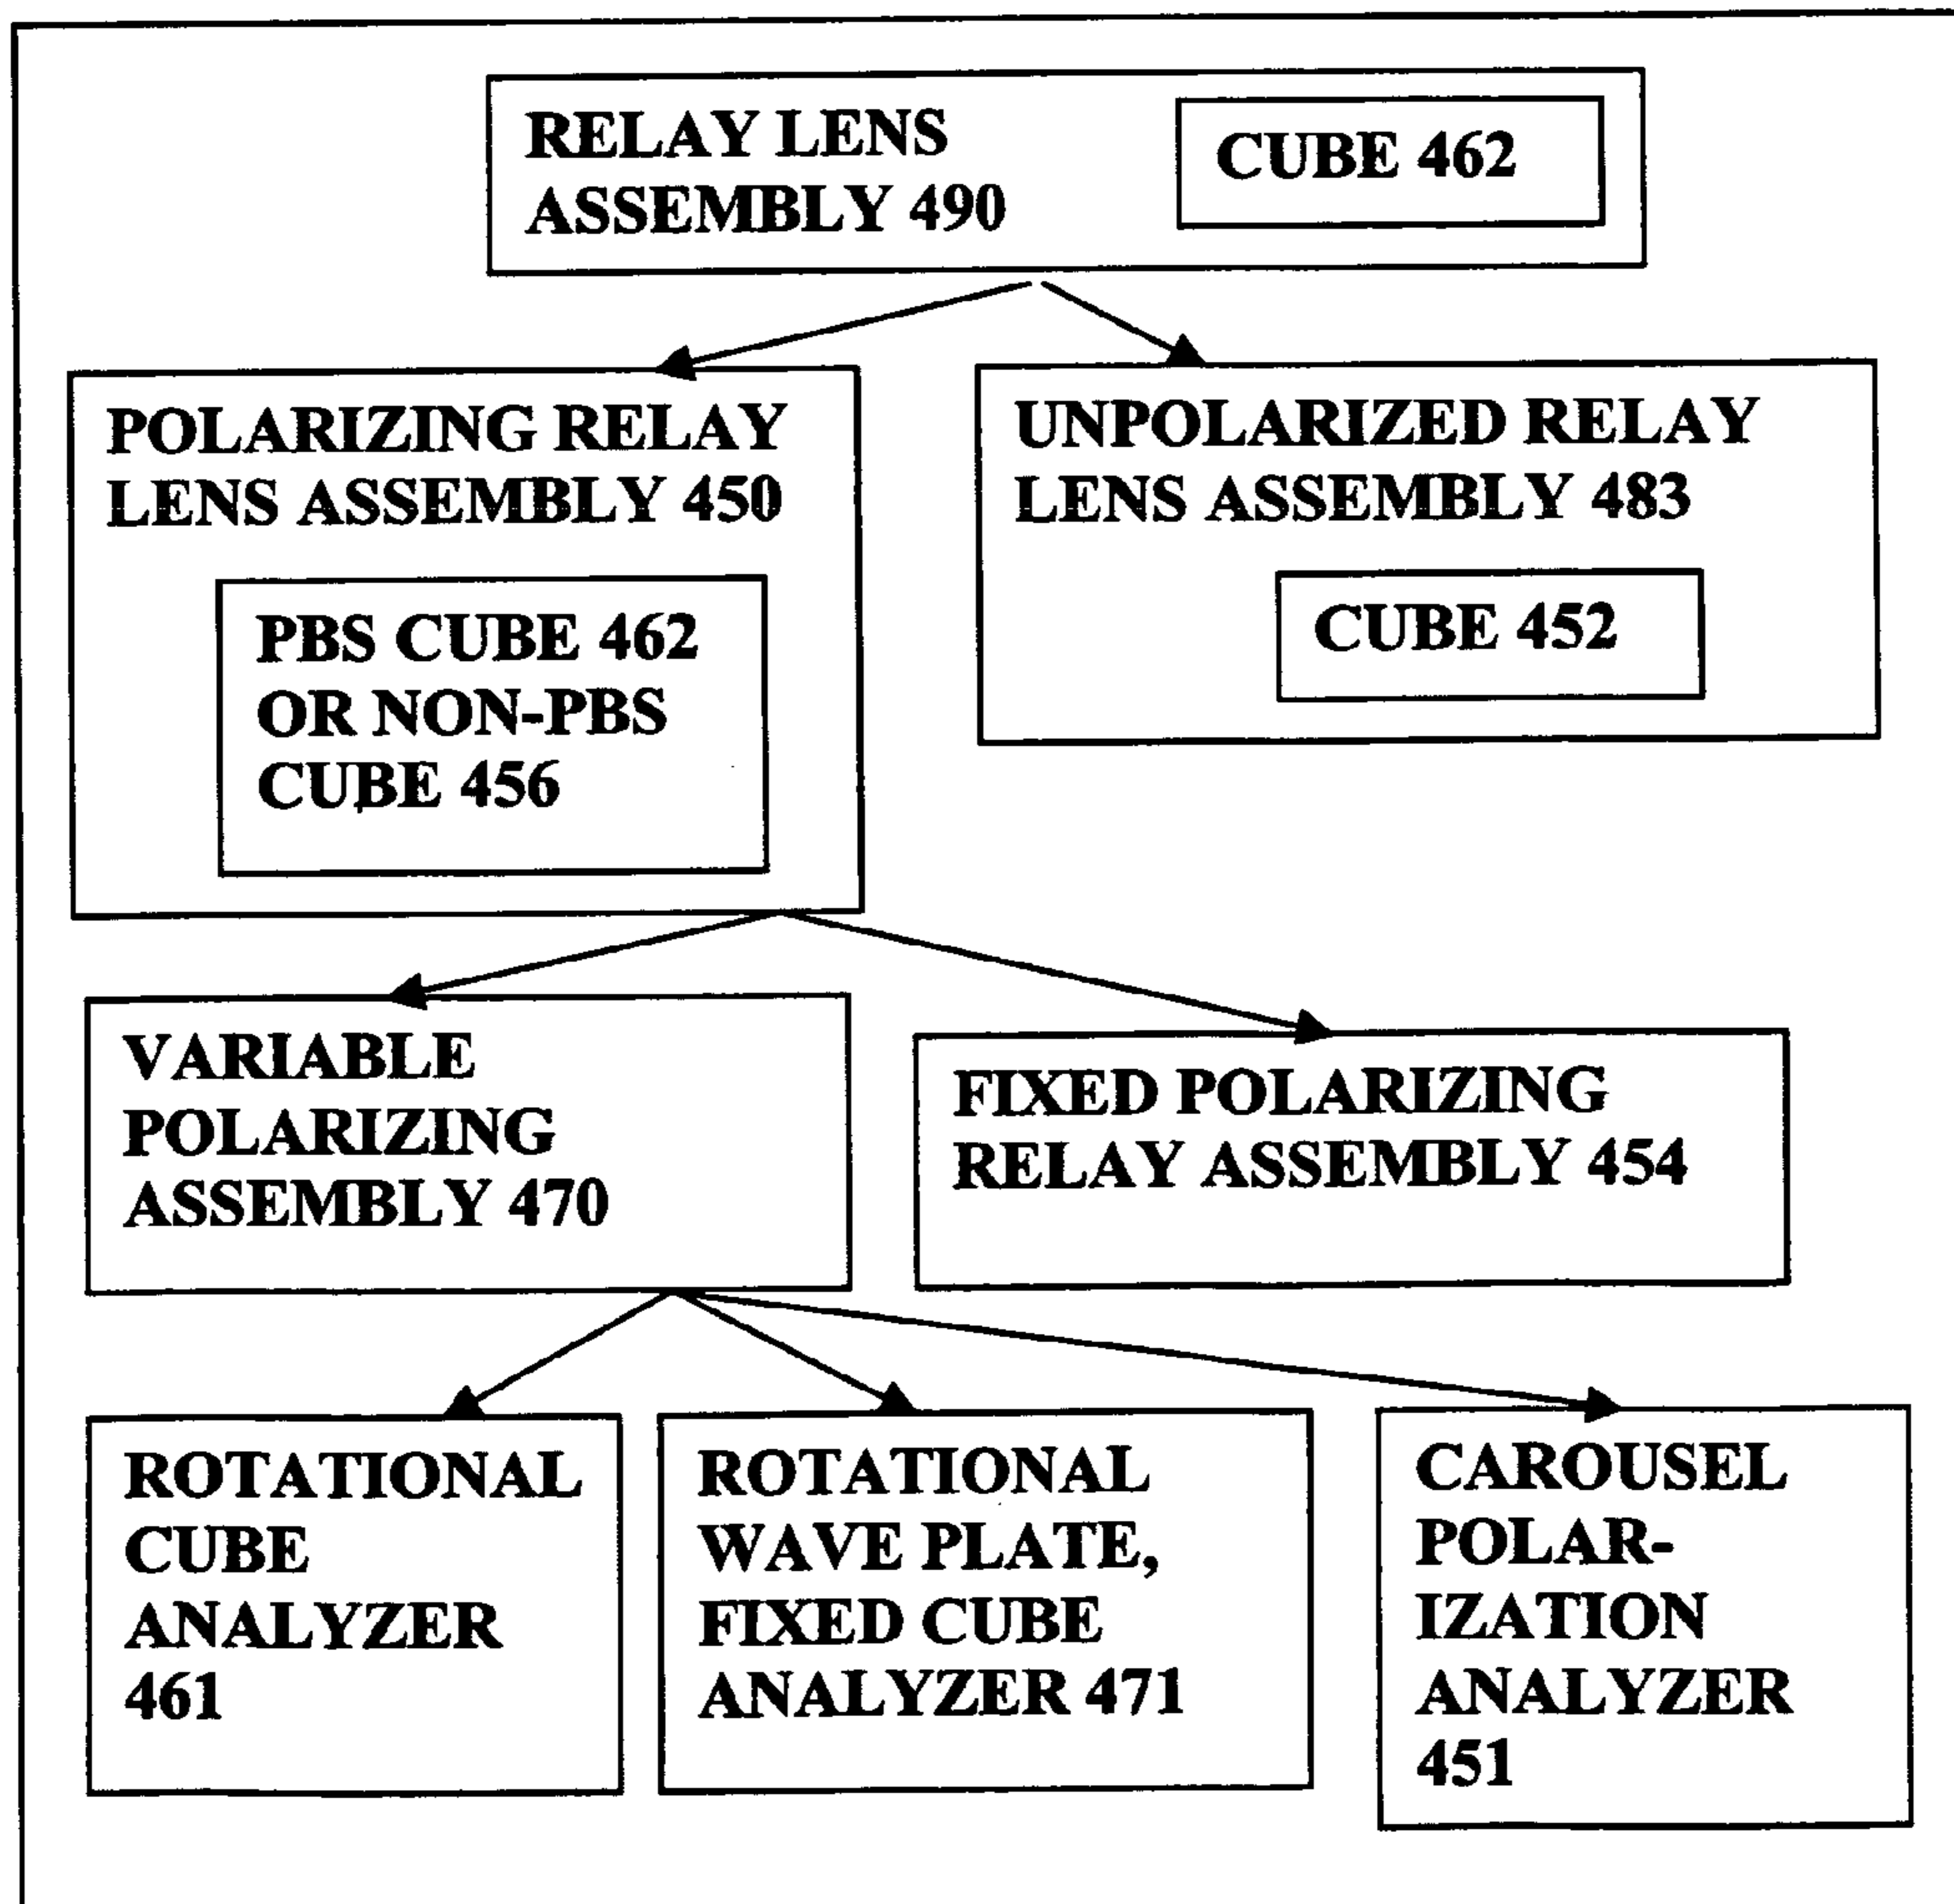 RELAY LENS
ASSEMBLY 490
CUBE 462
POLARIZING RELAY
LENS ASSEMBLY 450
PBS CUBE 462
OR NON-PBS
CUBE 456
UNPOLARIZED RELAY
LENS ASSEMBLY 483
CUBE 452
VARIABLE
POLARIZING
ASSEMBLY 470
FIXED POLARIZING
RELAY ASSEMBLY 454
ROTATIONAL
CUBE
ANALYZER
461
ROTATIONAL
WAVE PLATE,
FIXED CUBE
ANALYZER 471
CAROUSEL
POLAR-
IZATION
ANALYZER
451